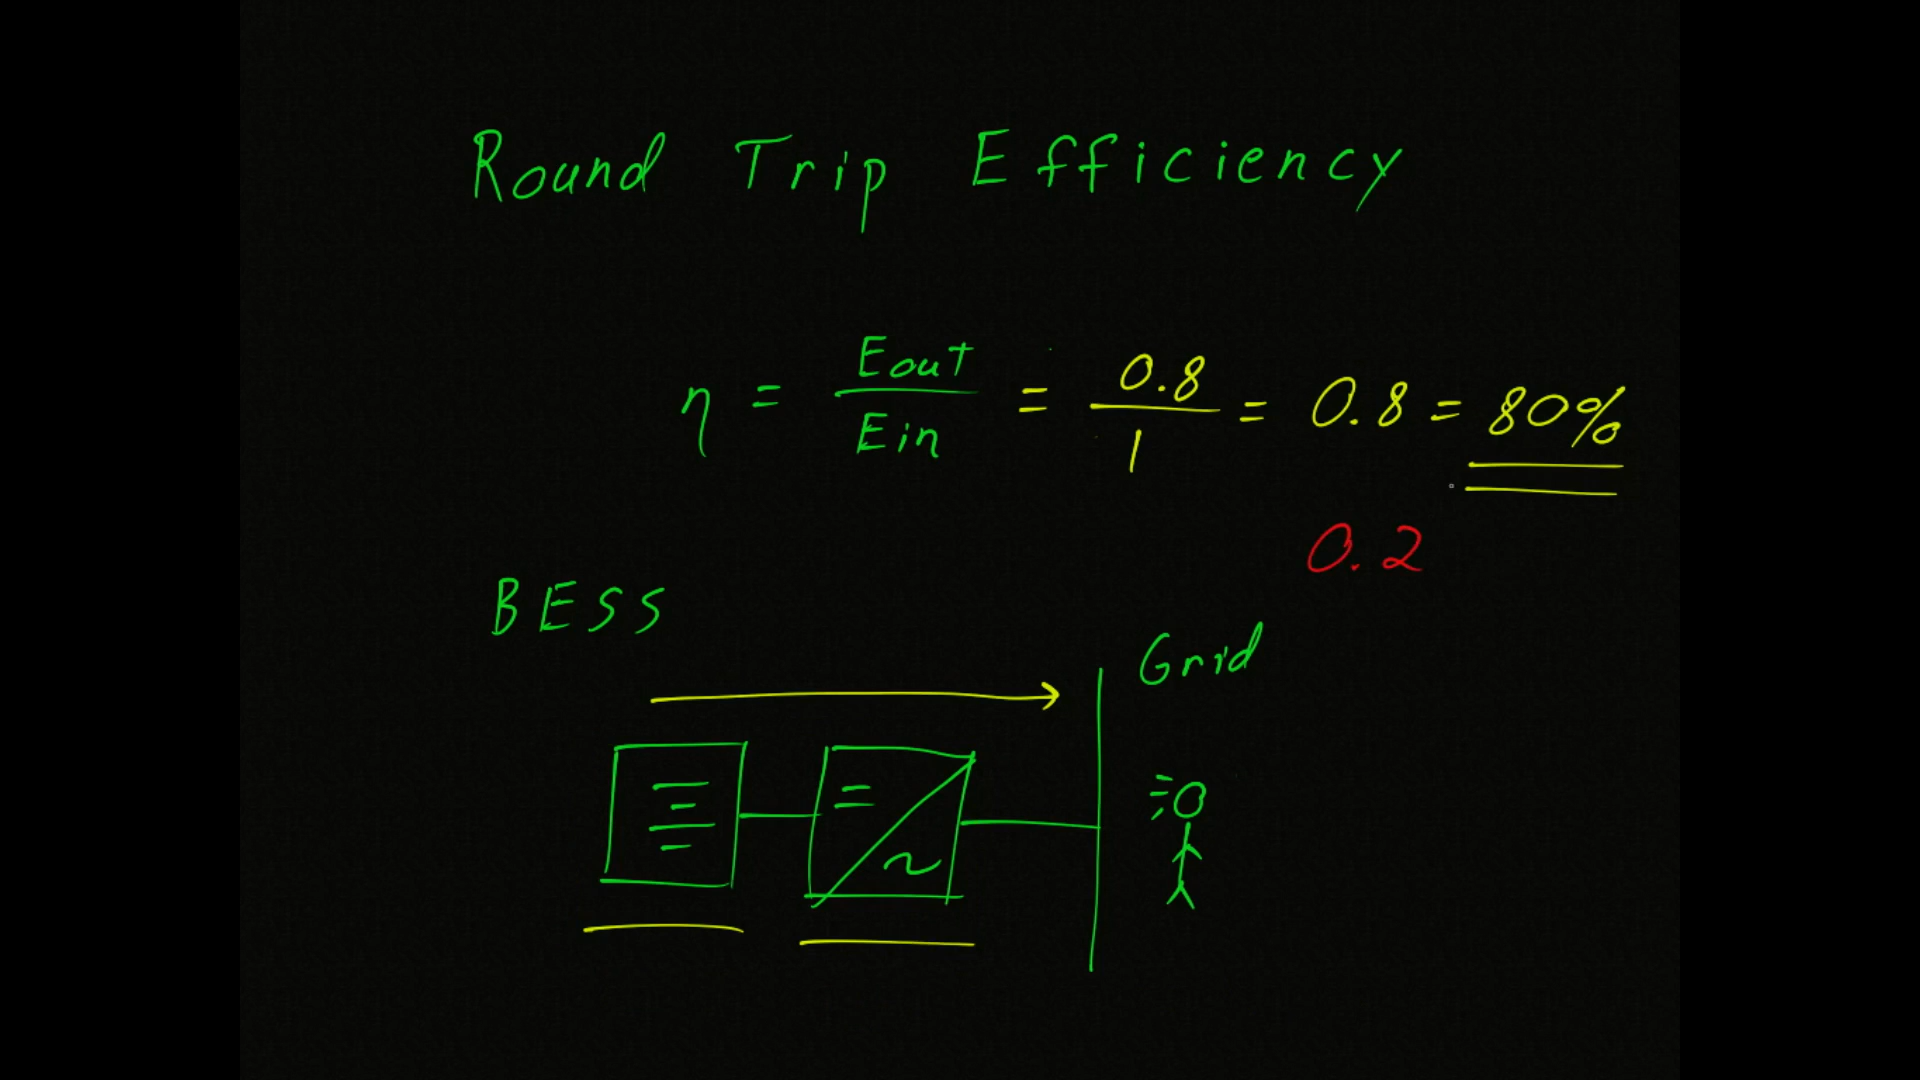 Round Trip Efficiency
η = Eout / Ein = 0.8 / 1 = 0.8 = 80%
0.2
BESS
Grid
= ~